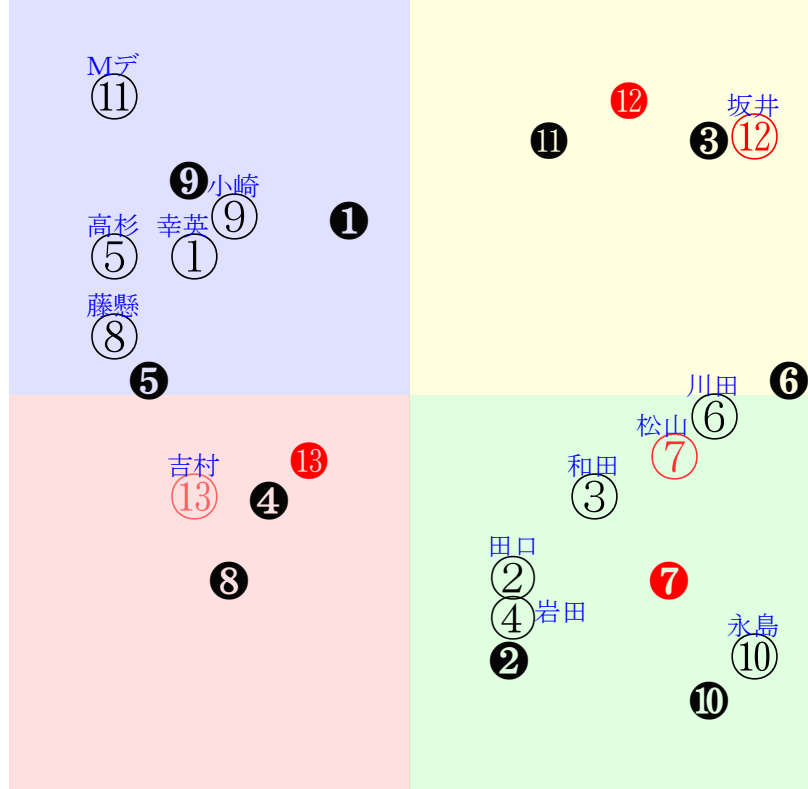 Mデ
⑪
⓬
坂井
⓫
❸
⑫
❾
小崎
⑨
❶
高杉
幸英
⑤
①
藤懸
⑧
❺
❻
川田
⑥
松山
⑦
吉村
⓭
和田
⑬
❹
③
田口
②
❽
❼
④
岩田
永島
⑩
❷
❿